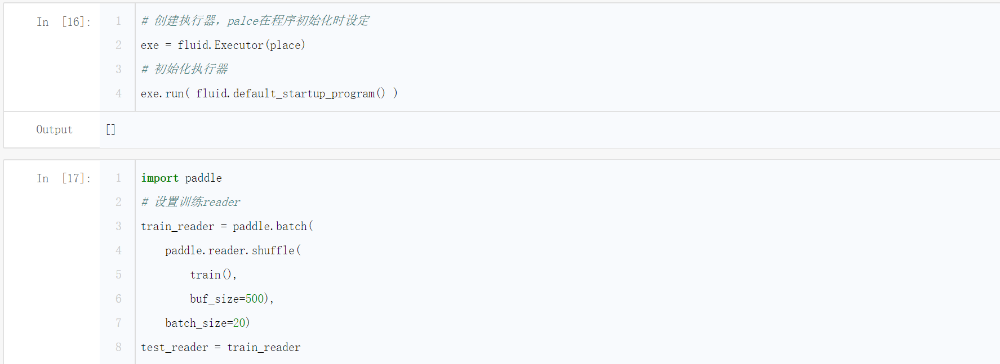 In [16]:
1 # 创建执行器，palce在程序初始化时设定
2 exe = fluid.Executor(place)
3 # 初始化执行器
4 exe.run( fluid.default_startup_program() )
Output []
In [17]:
1 import paddle
2 # 设置训练reader
3 train_reader = paddle.batch(
4     paddle.reader.shuffle(
5         train(),
6         buf_size=500),
7     batch_size=20)
8 test_reader = train_reader